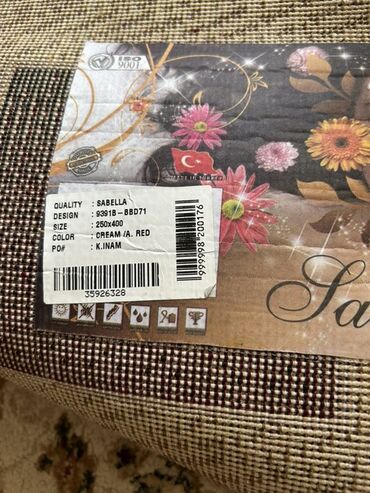 ISO
9001
MADE IN TURKEY
QUALITY : SABELLA
DESIGN : 9391B-BBD71
SIZE : 250x400
COLOR : CREAM /A. RED
PO# : K.INAM
35926328
999998200176
Sa